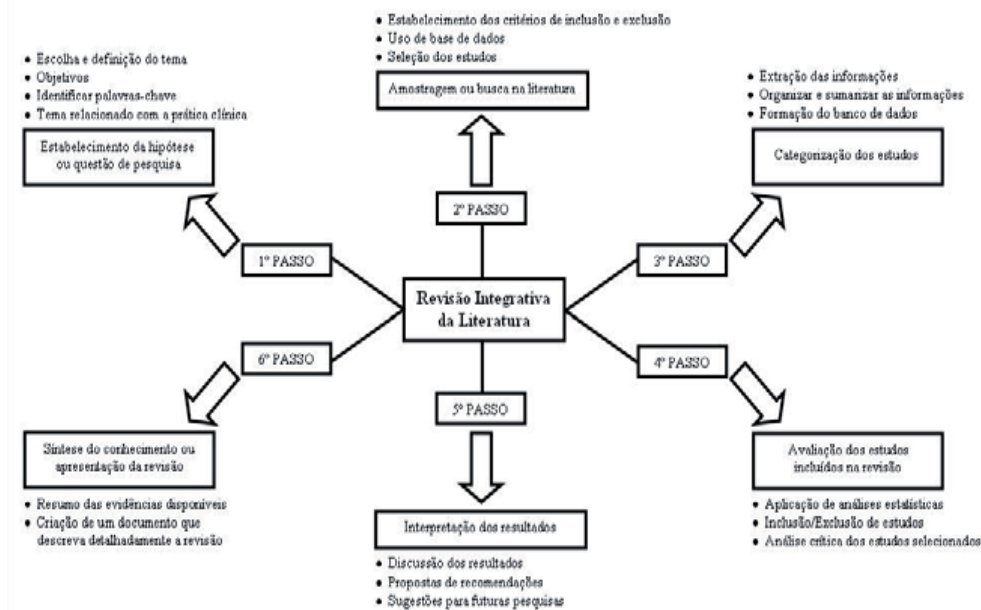 • Escolha e definição do tema
• Objetivos
• Identificar palavras-chave
• Tema relacionado com a prática clínica
Estabelecimento da hipótese
ou questão de pesquisa
1º PASSO
• Estabelecimento dos critérios de inclusão e exclusão
• Uso de base de dados
• Seleção dos estudos
Amostragem ou busca na literatura
2º PASSO
• Extração das informações
• Organizar e sumarizar as informações
• Formação do banco de dados
Categorização dos estudos
3º PASSO
Revisão Integrativa
da Literatura
4º PASSO
Avaliação dos estudos
incluídos na revisão
• Aplicação de análises estatísticas
• Inclusão/Exclusão de estudos
• Análise crítica dos estudos selecionados
5º PASSO
Interpretação dos resultados
• Discussão dos resultados
• Propostas de recomendações
• Sugestões para futuras pesquisas
6º PASSO
Síntese do conhecimento ou
apresentação da revisão
• Resumo das evidências disponíveis
• Criação de um documento que
descreva detalhadamente a revisão